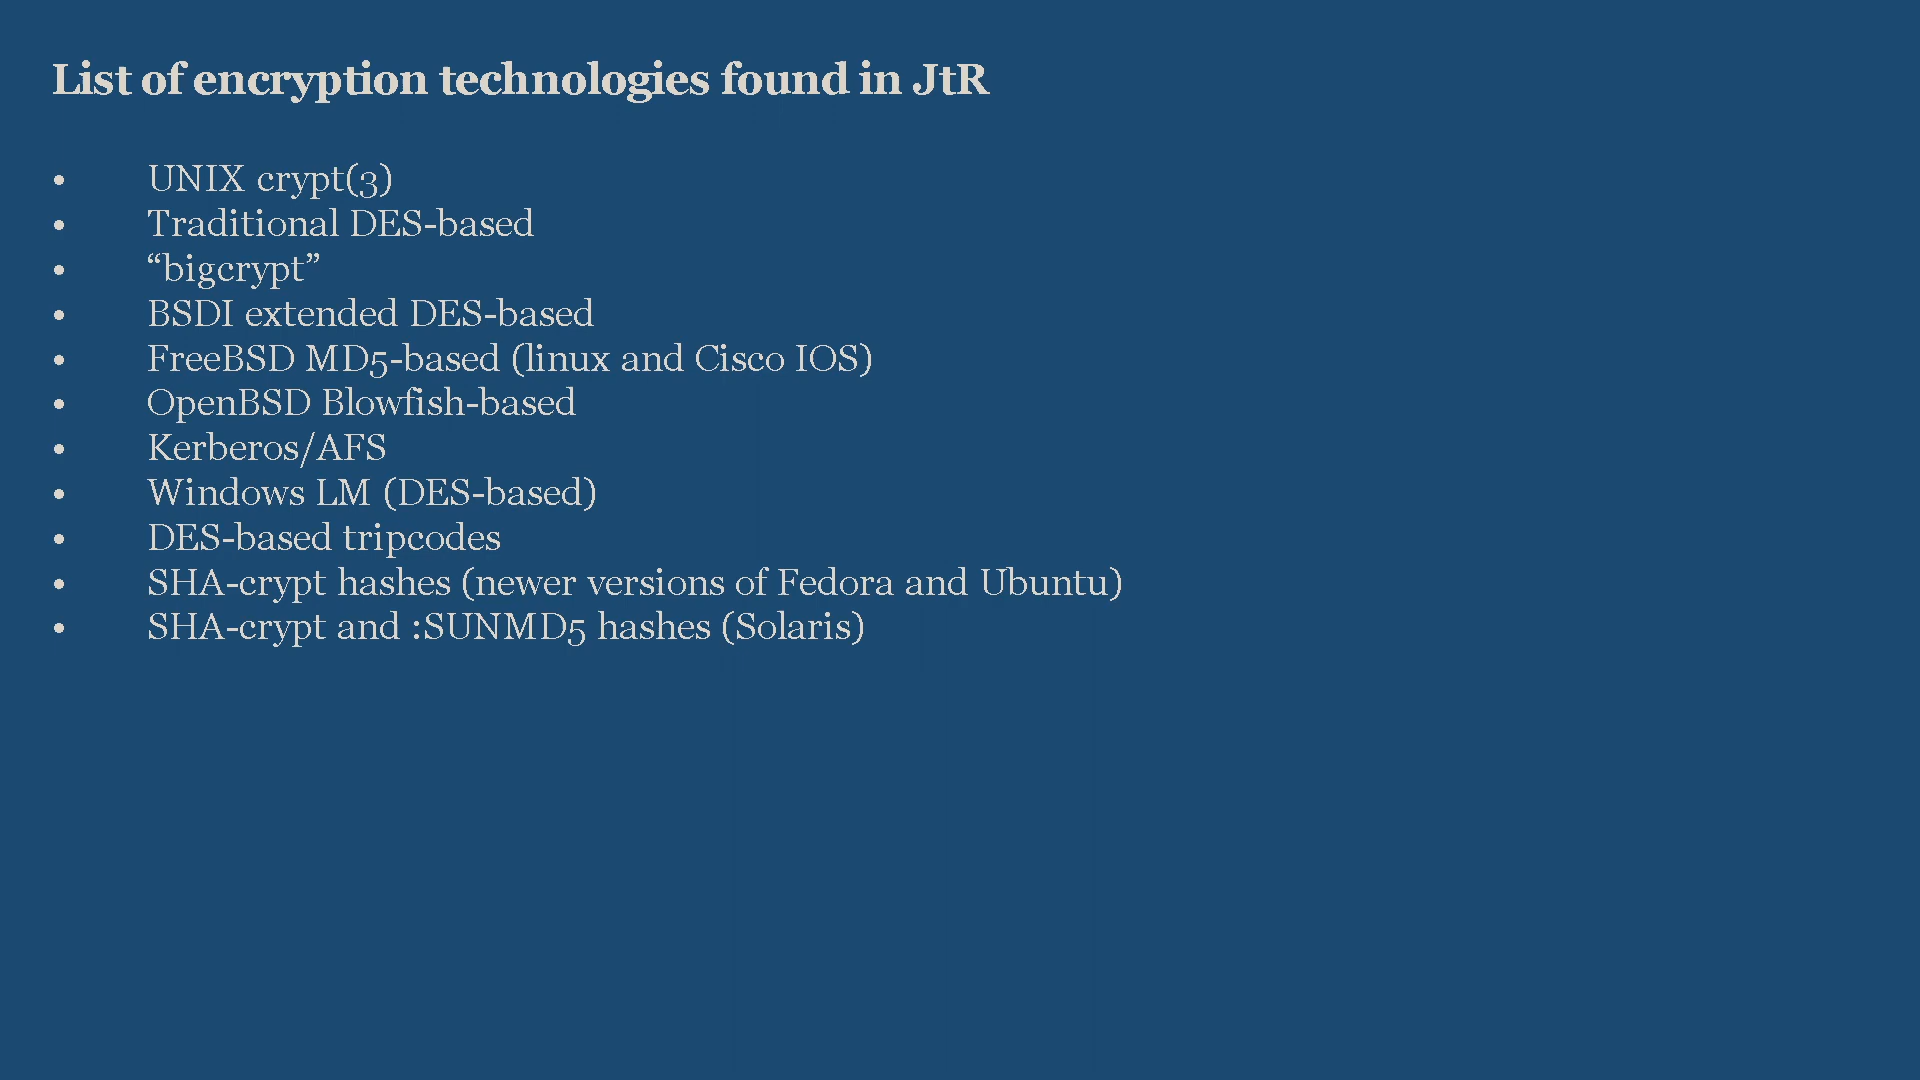 List of encryption technologies found in JtR
• UNIX crypt(3)
• Traditional DES-based
• “bigcrypt”
• BSDI extended DES-based
• FreeBSD MD5-based (linux and Cisco IOS)
• OpenBSD Blowfish-based
• Kerberos/AFS
• Windows LM (DES-based)
• DES-based tripcodes
• SHA-crypt hashes (newer versions of Fedora and Ubuntu)
• SHA-crypt and :SUNMD5 hashes (Solaris)